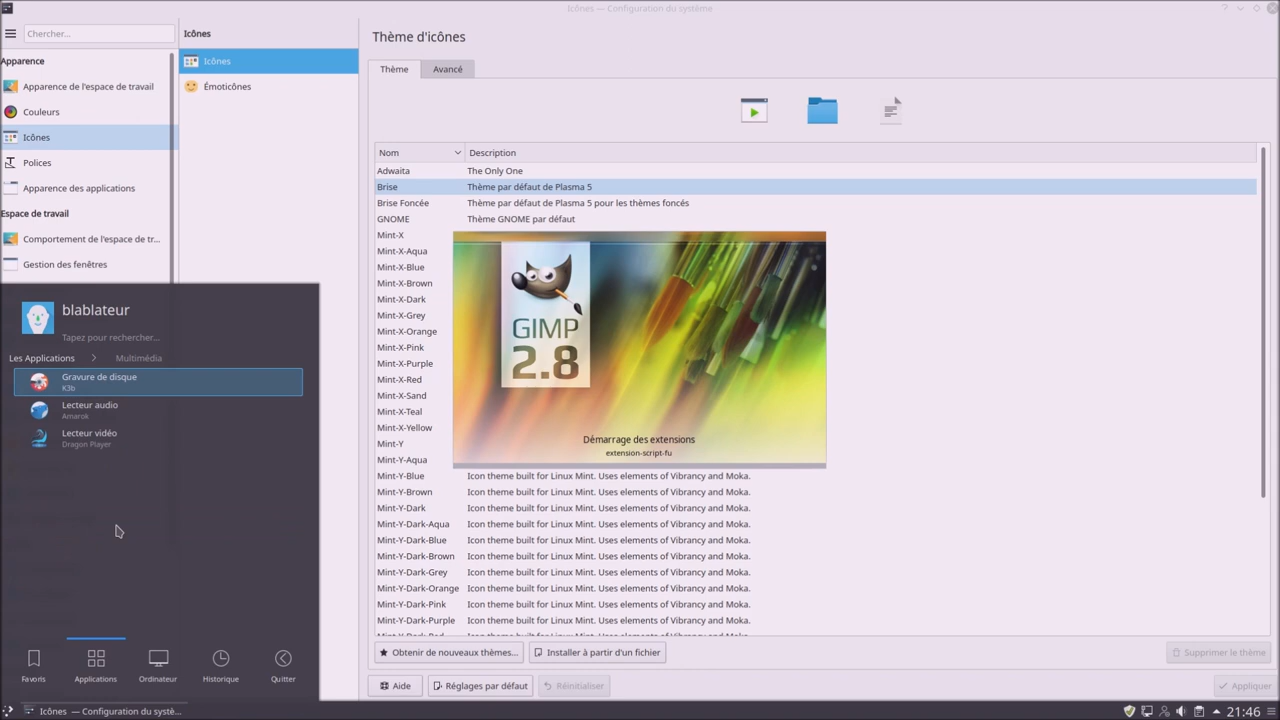 Icônes — Configuration du système
Chercher...
Apparence
Apparence de l'espace de travail
Couleurs
Icônes
Polices
Apparence des applications
Espace de travail
Comportement de l'espace de tr...
Gestion des fenêtres
Icônes
Icônes
Émoticônes
Thème d'icônes
Thème
Avancé
Nom Description
Adwaita The Only One
Brise Thème par défaut de Plasma 5
Brise Foncée Thème par défaut de Plasma 5 pour les thèmes foncés
GNOME Thème GNOME par défaut
Mint-X
Mint-X-Aqua
Mint-X-Blue
Mint-X-Brown
Mint-X-Dark
Mint-X-Grey
Mint-X-Orange
Mint-X-Pink
Mint-X-Purple
Mint-X-Red
Mint-X-Sand
Mint-X-Teal
Mint-X-Yellow
Mint-Y
Mint-Y-Aqua
Mint-Y-Blue Icon theme built for Linux Mint. Uses elements of Vibrancy and Moka.
Mint-Y-Brown Icon theme built for Linux Mint. Uses elements of Vibrancy and Moka.
Mint-Y-Dark Icon theme built for Linux Mint. Uses elements of Vibrancy and Moka.
Mint-Y-Dark-Aqua Icon theme built for Linux Mint. Uses elements of Vibrancy and Moka.
Mint-Y-Dark-Blue Icon theme built for Linux Mint. Uses elements of Vibrancy and Moka.
Mint-Y-Dark-Brown Icon theme built for Linux Mint. Uses elements of Vibrancy and Moka.
Mint-Y-Dark-Grey Icon theme built for Linux Mint. Uses elements of Vibrancy and Moka.
Mint-Y-Dark-Orange Icon theme built for Linux Mint. Uses elements of Vibrancy and Moka.
Mint-Y-Dark-Pink Icon theme built for Linux Mint. Uses elements of Vibrancy and Moka.
Mint-Y-Dark-Purple Icon theme built for Linux Mint. Uses elements of Vibrancy and Moka.
GIMP
2.8
Démarrage des extensions
extension-script-fu
Obtenir de nouveaux thèmes...
Installer à partir d'un fichier
Supprimer le thème
Aide
Réglages par défaut
Réinitialiser
Appliquer
blablateur
Tapez pour rechercher...
Les Applications > Multimédia
Gravure de disque
K3b
Lecteur audio
Amarok
Lecteur vidéo
Dragon Player
Favoris
Applications
Ordinateur
Historique
Quitter
Icônes — Configuration du systè...
21:46